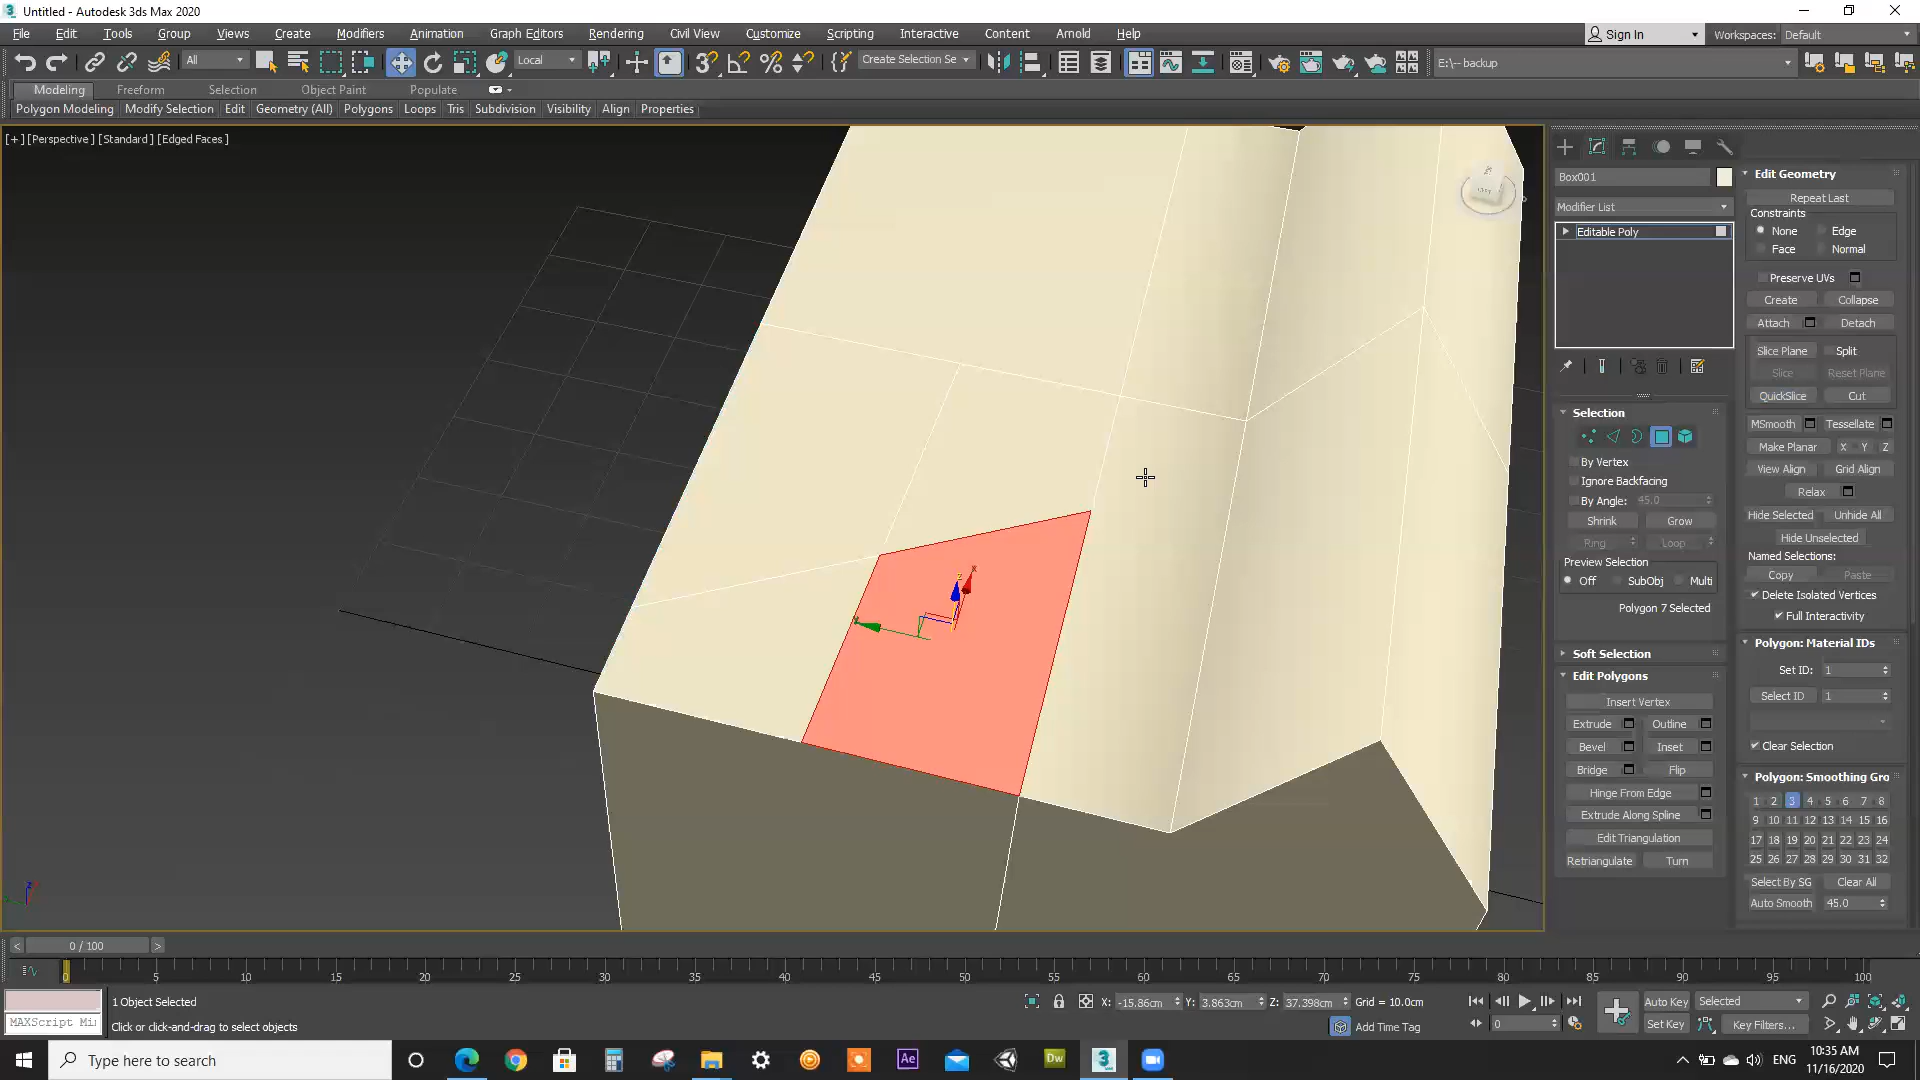 Untitled - Autodesk 3ds Max 2020
File Edit Tools Group Views Create Modifiers Animation Graph Editors Rendering Civil View Customize Scripting Interactive Content Arnold Help Sign In Workspaces: Default
All Local Create Selection Se E:\-- backup
Modeling Freeform Selection Object Paint Populate
Polygon Modeling Modify Selection Edit Geometry (All) Polygons Loops Tris Subdivision Visibility Align Properties
[+] [Perspective ] [Standard ] [Edged Faces ]
Box001
Modifier List
Editable Poly
Selection
By Vertex
Ignore Backfacing
By Angle: 45.0
Shrink Grow
Ring Loop
Preview Selection
Off SubObj Multi
Polygon 7 Selected
Soft Selection
Edit Polygons
Insert Vertex
Extrude Outline
Bevel Inset
Bridge Flip
Hinge From Edge
Extrude Along Spline
Edit Triangulation
Retriangulate Turn
Edit Geometry
Repeat Last
Constraints
None Edge
Face Normal
Preserve UVs
Create Collapse
Attach Detach
Slice Plane Split
Slice Reset Plane
QuickSlice Cut
MSmooth Tessellate
Make Planar X Y Z
View Align Grid Align
Relax
Hide Selected Unhide All
Hide Unselected
Named Selections:
Copy Paste
Delete Isolated Vertices
Full Interactivity
Polygon: Material IDs
Set ID: 1
Select ID 1
Clear Selection
Polygon: Smoothing Gro
1 2 3 4 5 6 7 8
9 10 11 12 13 14 15 16
17 18 19 20 21 22 23 24
25 26 27 28 29 30 31 32
Select By SG Clear All
Auto Smooth 45.0
< 0 / 100 >
0 5 10 15 20 25 30 35 40 45 50 55 60 65 70 75 80 85 90 95 100
1 Object Selected X: -15.86cm Y: 3.863cm Z: 37.398cm Grid = 10.0cm Auto Key Selected
MAXScript Mi Click or click-and-drag to select objects Add Time Tag 0 Set Key Key Filters...
Type here to search Ae Dw 3 ENG 10:35 AM
11/16/2020